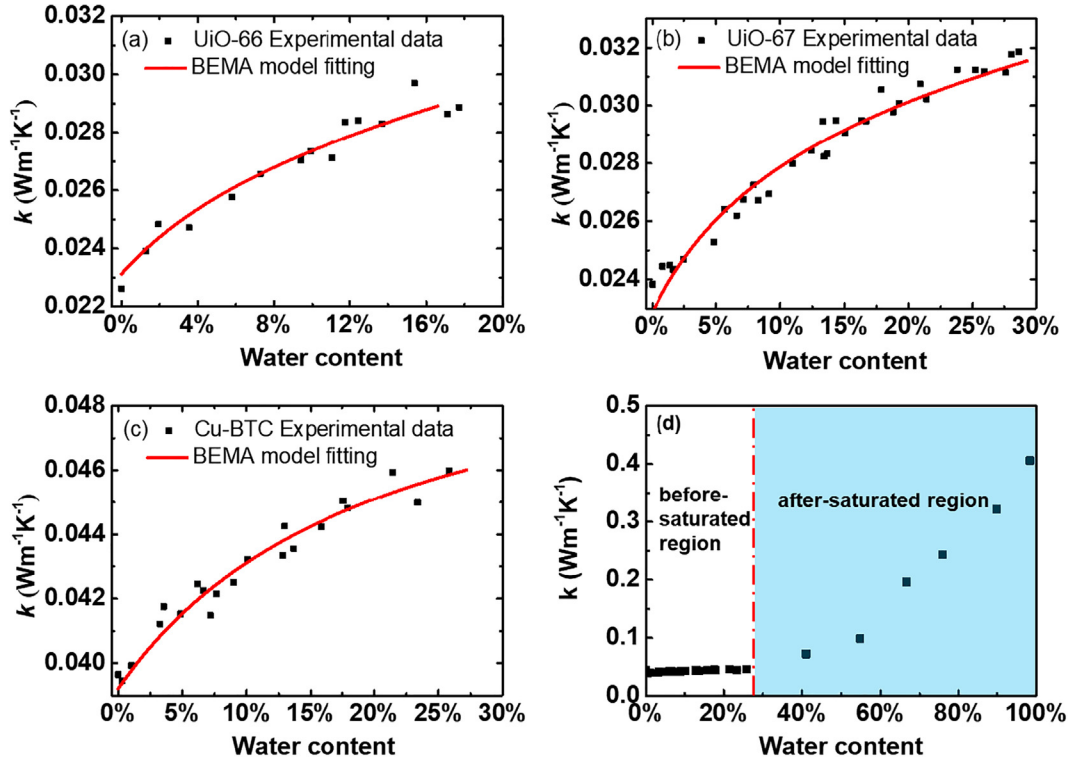 (a) ▪ UiO-66 Experimental data
BEMA model fitting
0.030
0.028
0.026
0.024
0.022
k (Wm⁻¹K⁻¹)
0% 4% 8% 12% 16% 20%
Water content
(b) ▪ UiO-67 Experimental data
BEMA model fitting
0.032
0.030
0.028
0.026
0.024
k (Wm⁻¹K⁻¹)
0% 5% 10% 15% 20% 25% 30%
Water content
0.048
(c) ▪ Cu-BTC Experimental data
BEMA model fitting
0.046
0.044
0.042
0.040
k (Wm⁻¹K⁻¹)
0% 5% 10% 15% 20% 25% 30%
Water content
0.5
(d)
0.4
0.3
0.2
0.1
0.0
k (Wm⁻¹K⁻¹)
before-
saturated
region
after-saturated region
0% 20% 40% 60% 80% 100%
Water content